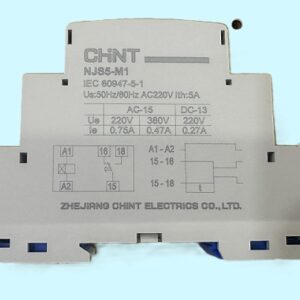 CHNT
NJS5-M1
IEC 60947-5-1
Us:50Hz/60Hz AC220V Ith:5A
AC-15 DC-13
Ue 220V 380V 220V
Ie 0.75A 0.47A 0.27A
A1 16 18 A1-A2
15-16
A2 15 15-18 t
ZHEJIANG CHINT ELECTRICS CO.,LTD.